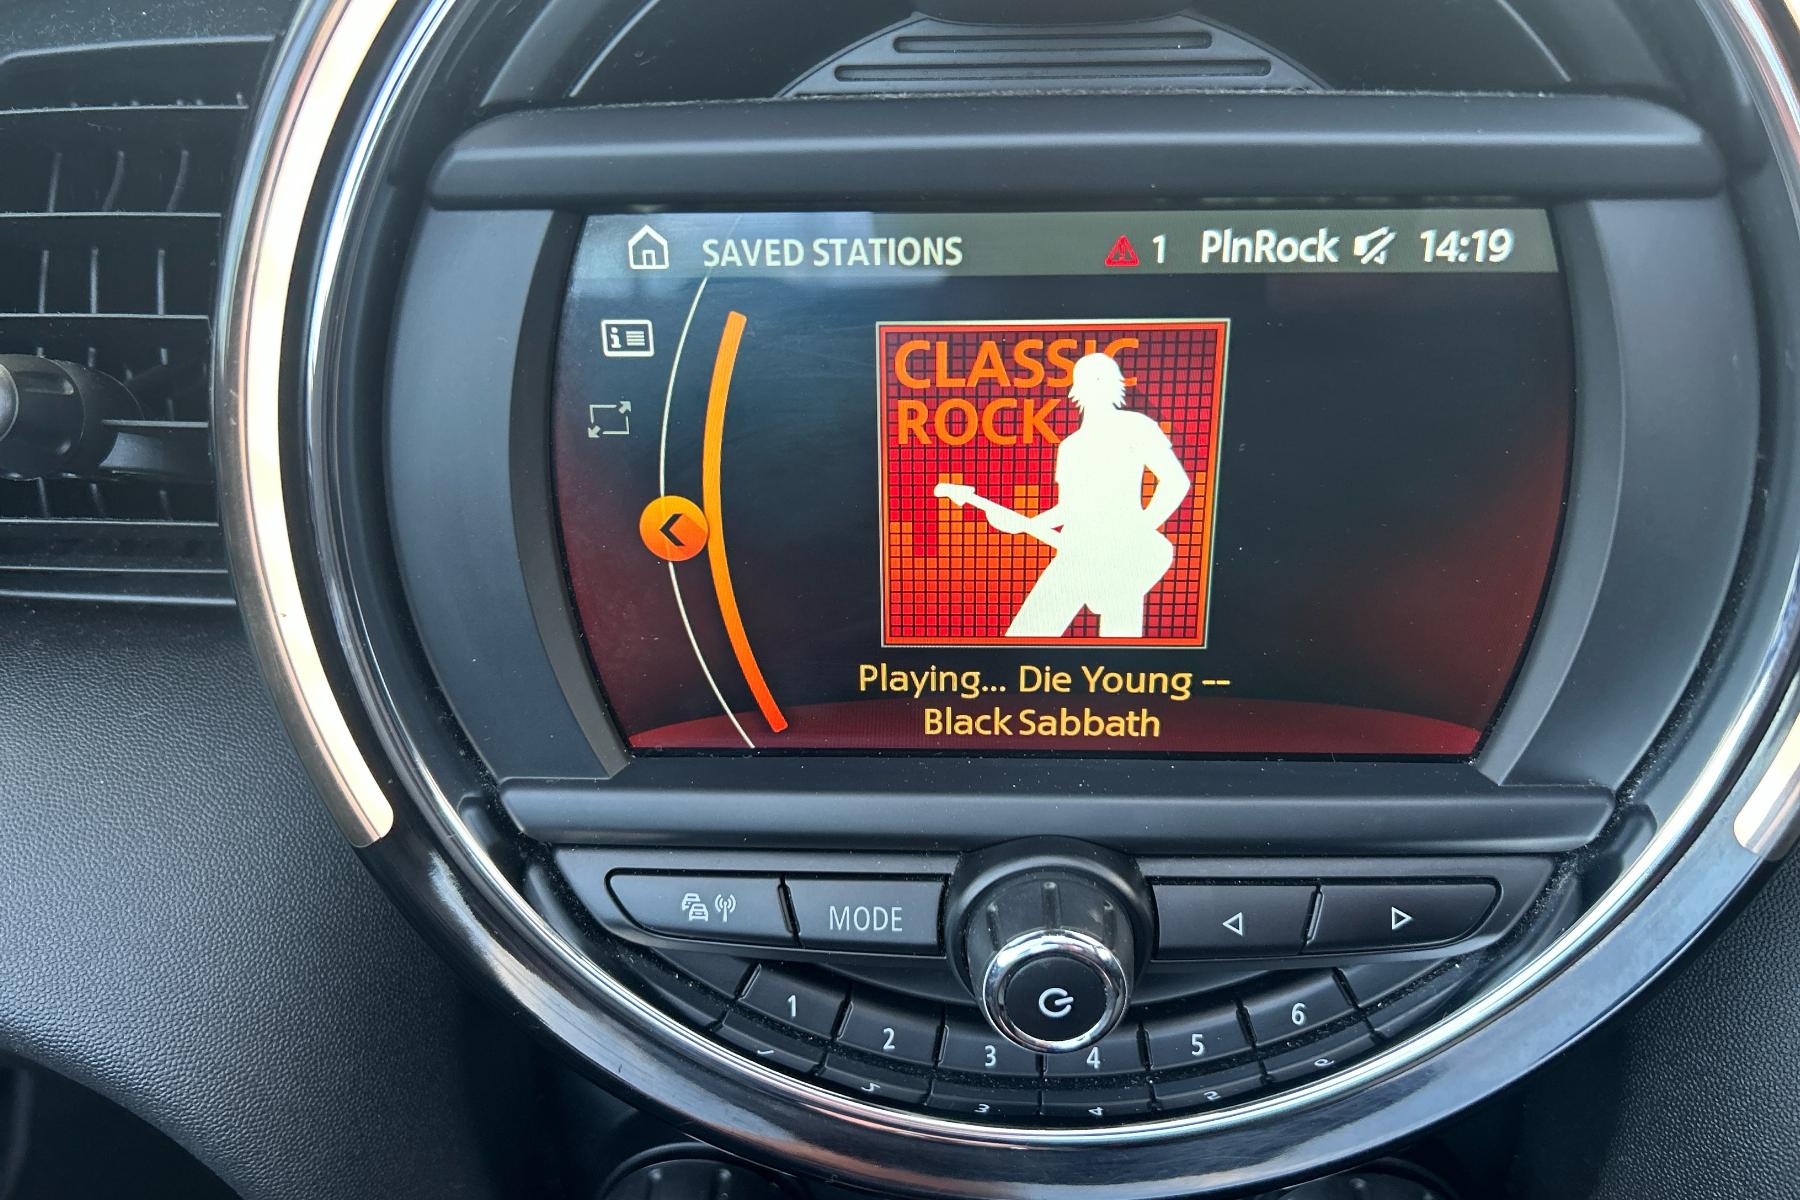 SAVED STATIONS 1 PlnRock 14:19
CLASSIC
ROCK
Playing... Die Young --
Black Sabbath
MODE
1 2 3 4 5 6